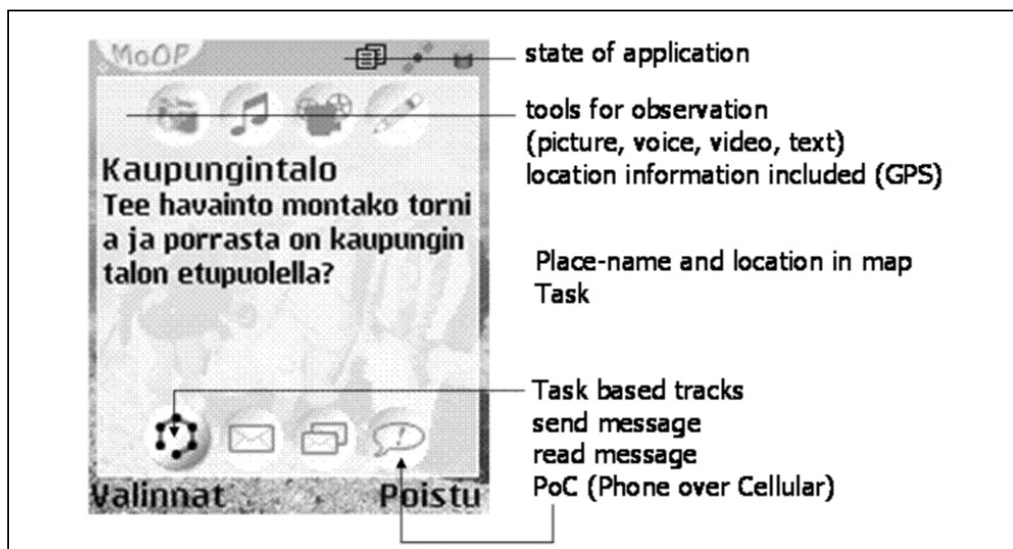 MoOP
state of application
tools for observation
(picture, voice, video, text)
location information included (GPS)
Kaupungintalo
Tee havainto montako torni
a ja porrasta on kaupungin
talon etupuolella?
Place-name and location in map
Task
Task based tracks
send message
read message
PoC (Phone over Cellular)
Valinnat
Poistu